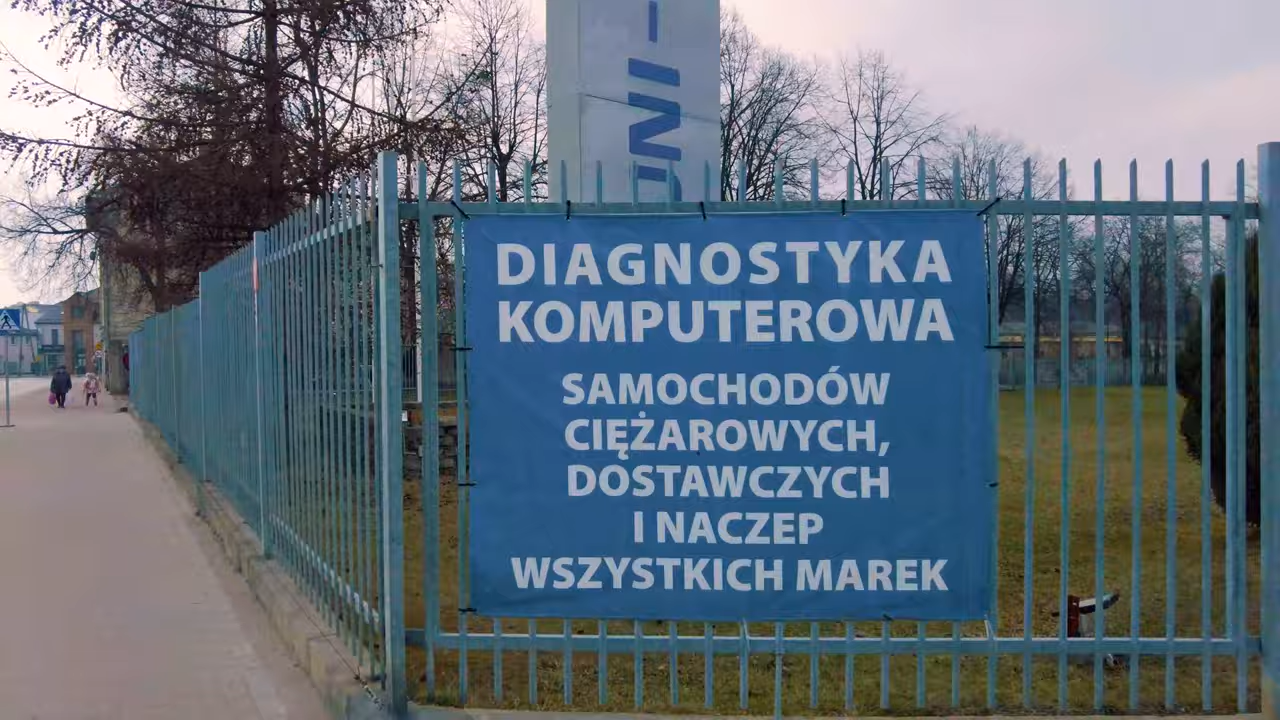 DIAGNOSTYKA
KOMPUTEROWA
SAMOCHODÓW
CIĘŻAROWYCH,
DOSTAWCZYCH
I NACZEP
WSZYSTKICH MAREK